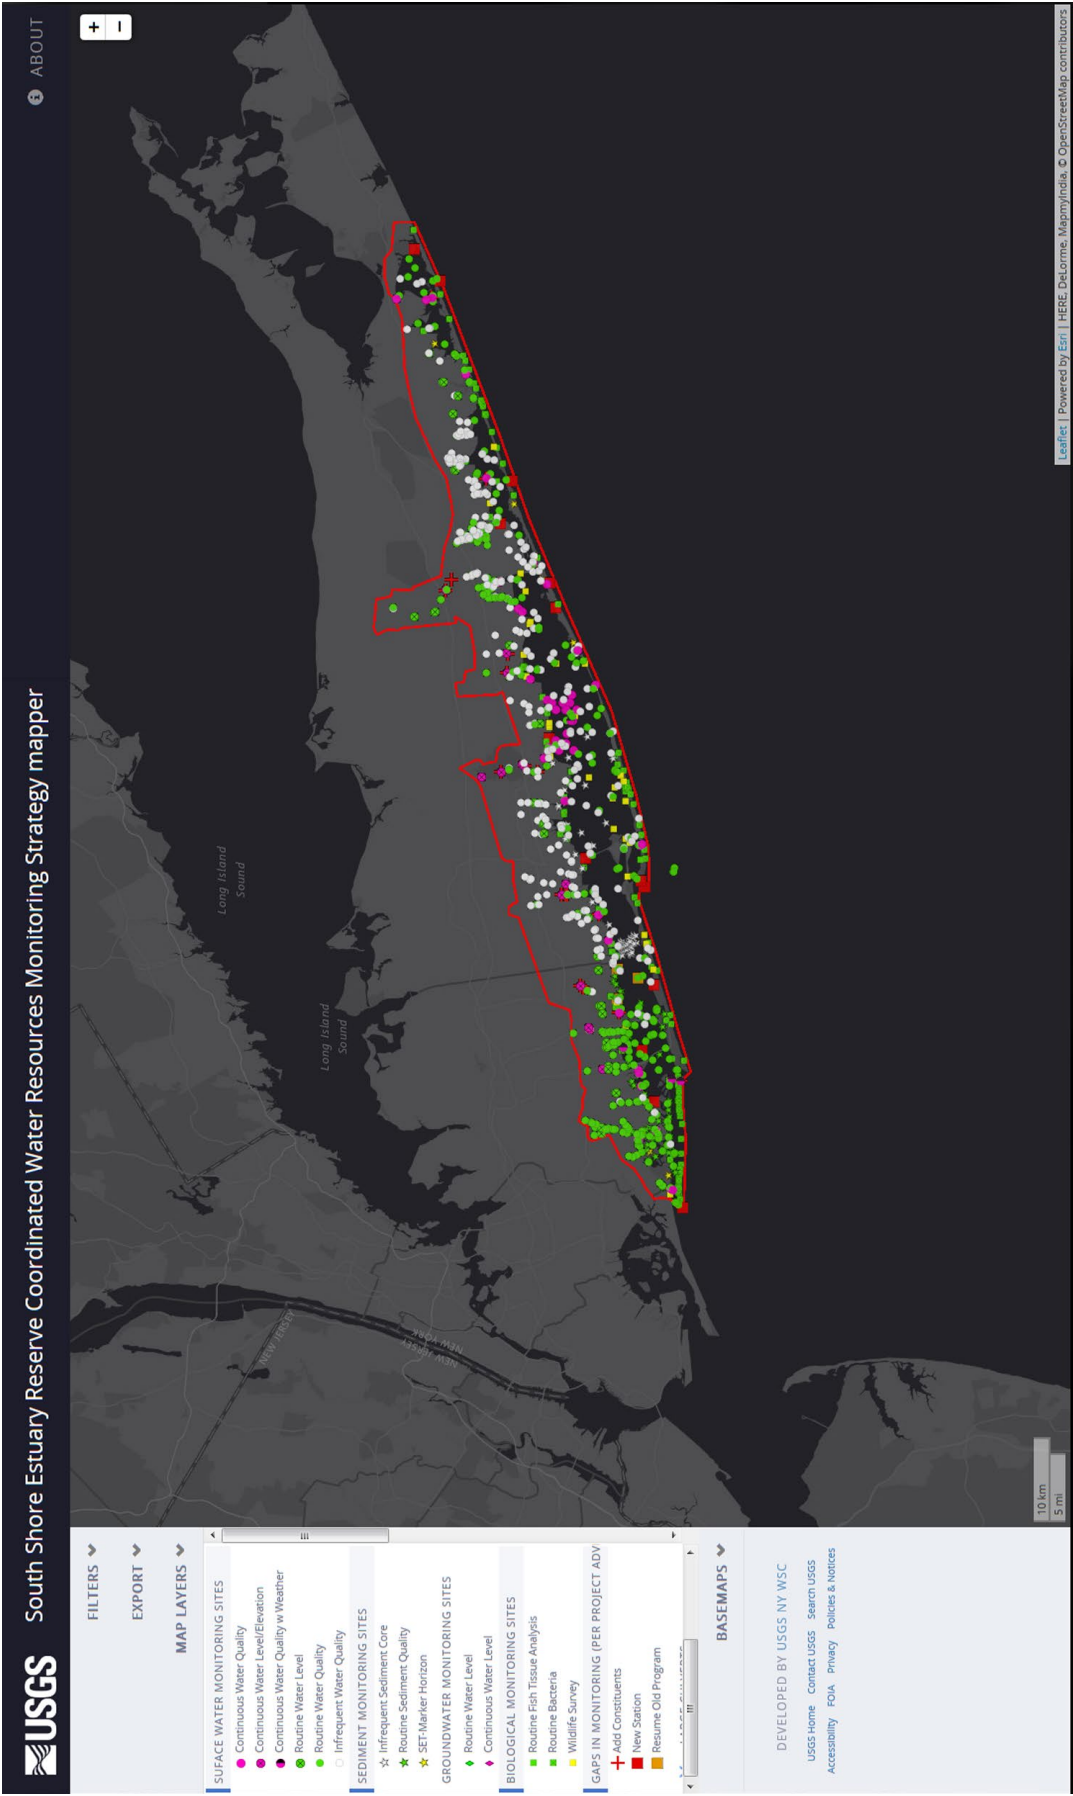 USGS
South Shore Estuary Reserve Coordinated Water Resources Monitoring Strategy mapper
ABOUT
FILTERS
EXPORT
MAP LAYERS
SUFACE WATER MONITORING SITES
Continuous Water Quality
Continuous Water Level/Elevation
Continuous Water Quality w Weather
Routine Water Level
Routine Water Quality
Infrequent Water Quality
SEDIMENT MONITORING SITES
Infrequent Sediment Core
Routine Sediment Quality
SET-Marker Horizon
GROUNDWATER MONITORING SITES
Routine Water Level
Continuous Water Level
BIOLOGICAL MONITORING SITES
Routine Fish Tissue Analysis
Routine Bacteria
Wildlife Survey
GAPS IN MONITORING (PER PROJECT ADV
Add Constituents
New Station
Resume Old Program
BASEMAPS
DEVELOPED BY USGS NY WSC
USGS Home Contact USGS Search USGS
Accessibility FOIA Privacy Policies & Notices
+
−
Long Island
Sound
Long Island
Sound
NEW JERSEY
NEW YORK
NEW JERSEY
10 km
5 mi
Leaflet | Powered by Esri | HERE, DeLorme, MapmyIndia, © OpenStreetMap contributors